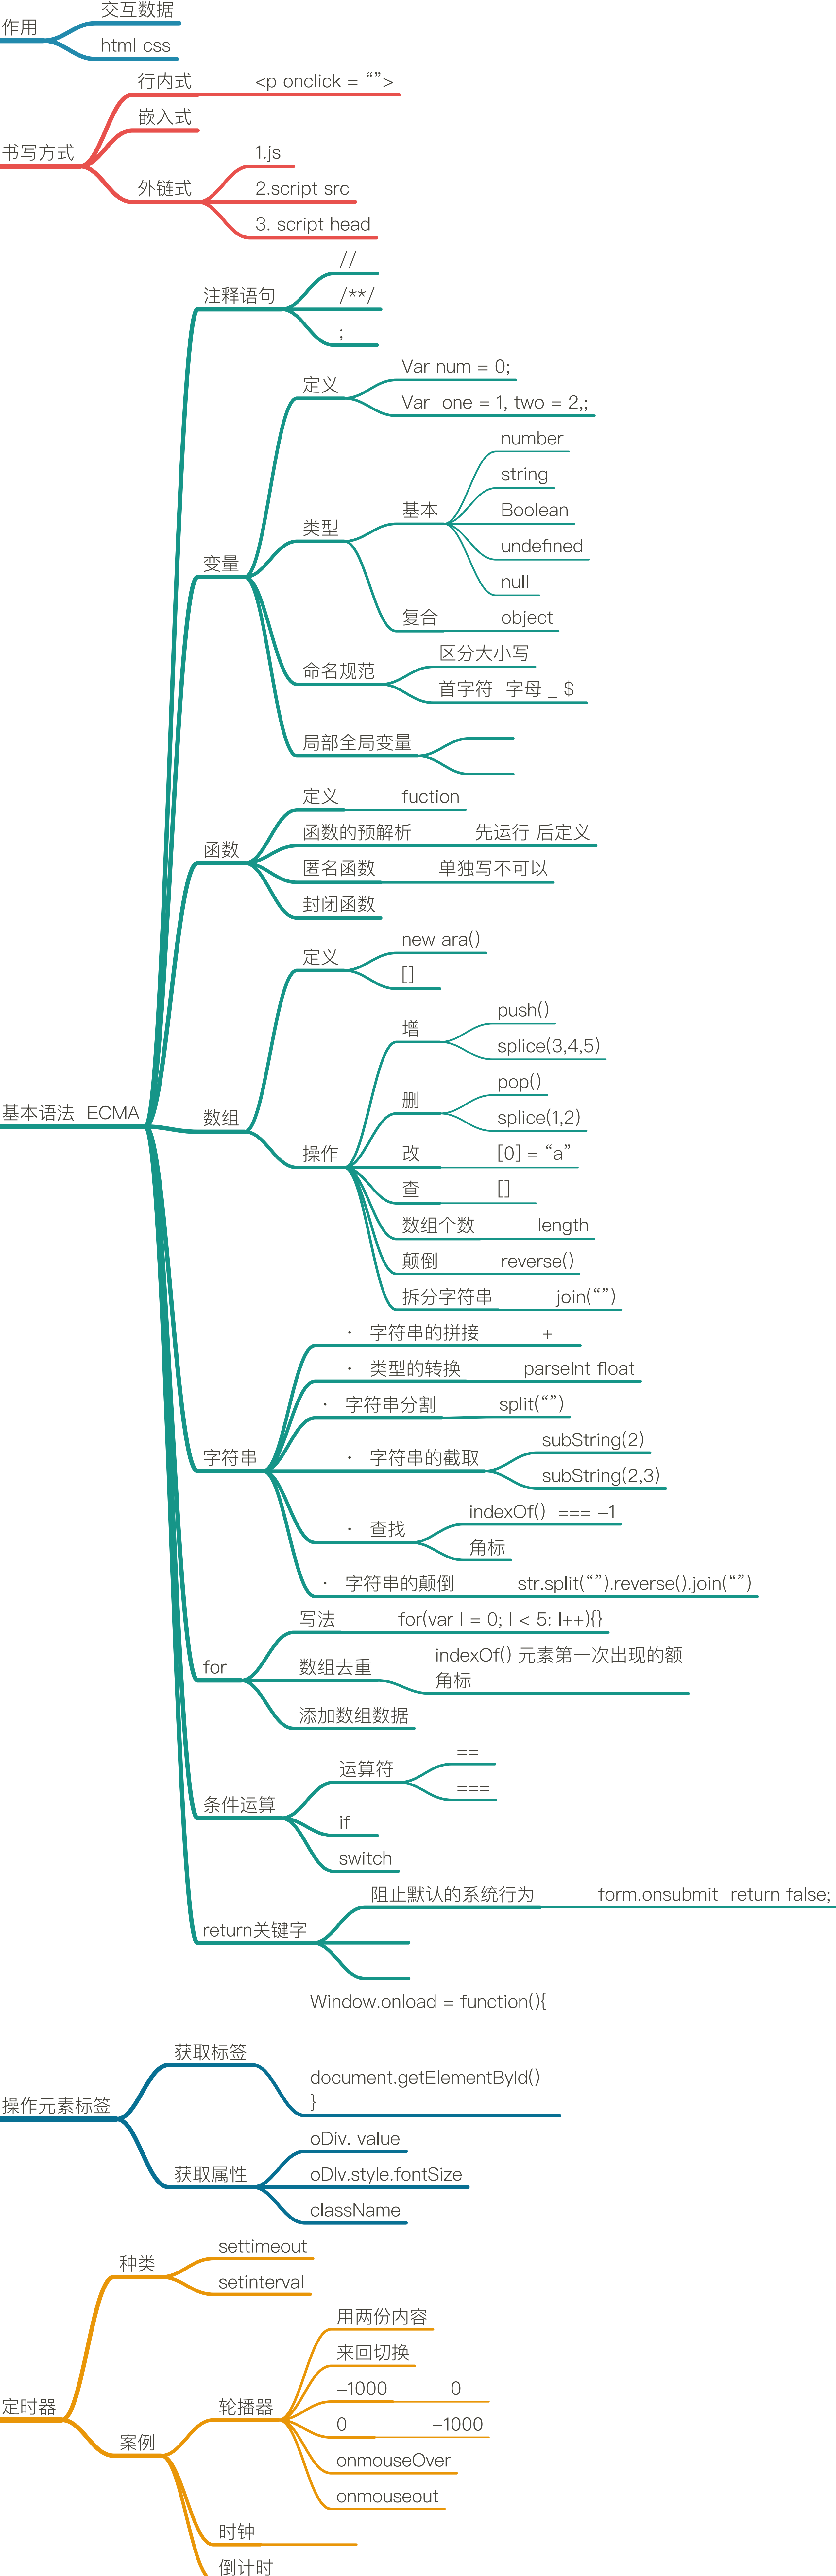 作用
交互数据
html css
书写方式
行内式
<p onclick = “”>
嵌入式
外链式
1.js
2.script src
3. script head
基本语法  ECMA
注释语句
//
/**/
;
变量
定义
Var num = 0;
Var  one = 1, two = 2,;
类型
基本
number
string
Boolean
undefined
null
复合
object
命名规范
区分大小写
首字符  字母 _ $
局部全局变量
函数
定义
fuction
函数的预解析
先运行 后定义
匿名函数
单独写不可以
封闭函数
数组
定义
new ara()
[]
操作
增
push()
splice(3,4,5)
删
pop()
splice(1,2)
改
[0] = “a”
查
[]
数组个数
length
颠倒
reverse()
拆分字符串
join(“”)
字符串
· 字符串的拼接
+
· 类型的转换
parseInt float
· 字符串分割
split(“”)
· 字符串的截取
subString(2)
subString(2,3)
· 查找
indexOf()  === -1
角标
· 字符串的颠倒
str.split(“”).reverse().join(“”)
for
写法
for(var I = 0; I < 5: I++){}
数组去重
indexOf() 元素第一次出现的额
角标
添加数组数据
条件运算
运算符
==
===
if
switch
return关键字
阻止默认的系统行为
form.onsubmit  return false;
操作元素标签
获取标签
Window.onload = function(){
document.getElementById()
}
获取属性
oDiv. value
oDIv.style.fontSize
className
定时器
种类
settimeout
setinterval
案例
轮播器
用两份内容
来回切换
-1000
0
0
-1000
onmouseOver
onmouseout
时钟
倒计时